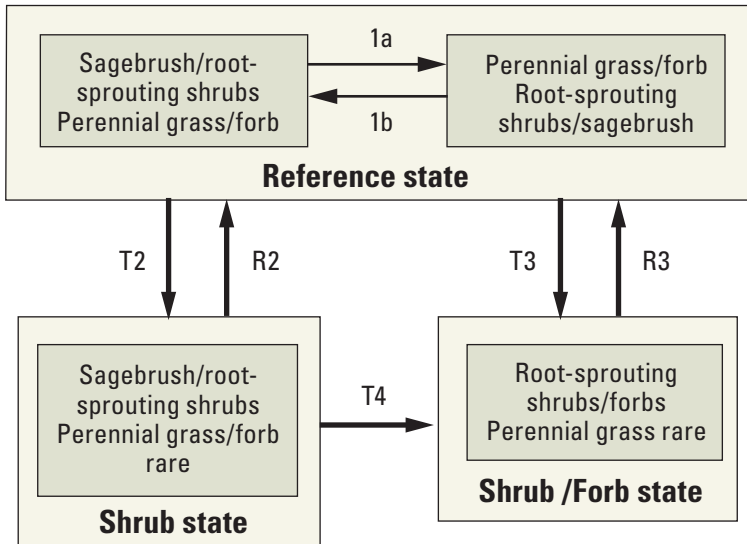 1a
Sagebrush/root-
sprouting shrubs
Perennial grass/forb
Perennial grass/forb
Root-sprouting
shrubs/sagebrush
1b
Reference state
T2
R2
T3
R3
Sagebrush/root-
sprouting shrubs
Perennial grass/forb
rare
Shrub state
T4
Root-sprouting
shrubs/forbs
Perennial grass rare
Shrub /Forb state